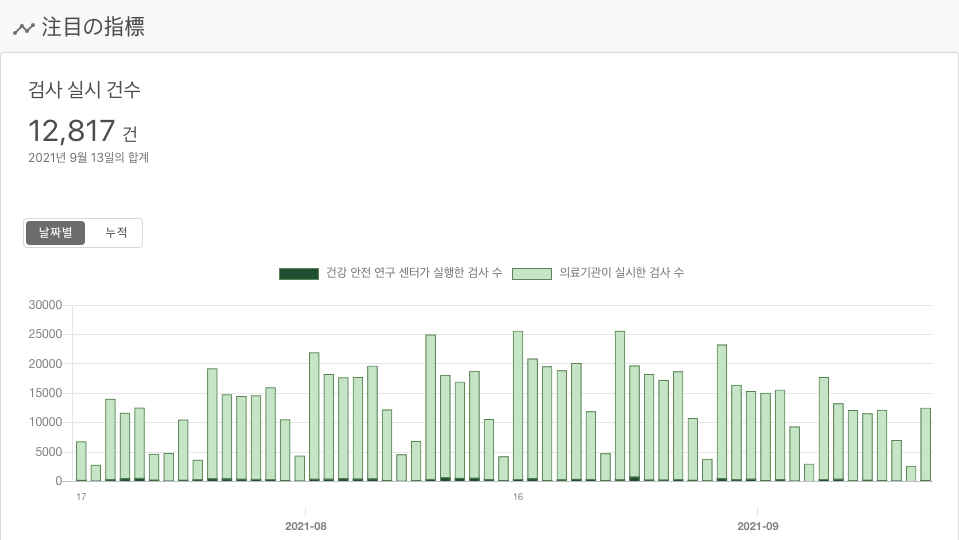 注目の指標
검사 실시 건수
12,817 건
2021년 9월 13일의 합계
날짜별 누적
건강 안전 연구 센터가 실행한 검사 수 의료기관이 실시한 검사 수
30000
25000
20000
15000
10000
5000
0
17 16
2021-08 2021-09